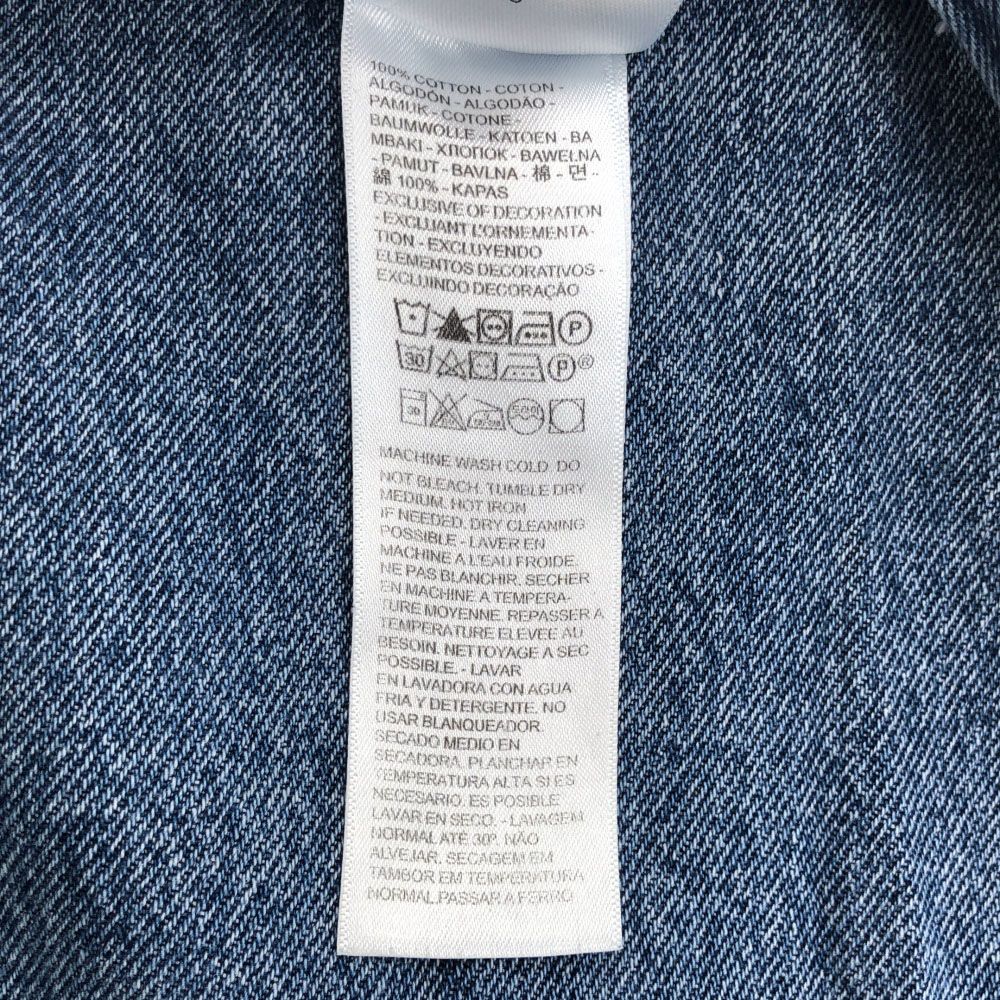 100% COTTON - COTON -
ALGODÓN - ALGODÃO -
PAMUK - COTONE -
BAUMWOLLE - KATOEN - BA
MBAKI - ХЛОПОК - BAWEŁNA
- PAMUT - BAVLNA - 棉 - 면 -
綿 100% - KAPAS
EXCLUSIVE OF DECORATION
- EXCLUANT L'ORNEMENTA-
TION - EXCLUYENDO
ELEMENTOS DECORATIVOS -
EXCLUINDO DECORAÇÃO
P
30 P®
30 드라이
MACHINE WASH COLD. DO
NOT BLEACH. TUMBLE DRY
MEDIUM. HOT IRON
IF NEEDED. DRY CLEANING
POSSIBLE - LAVER EN
MACHINE A L'EAU FROIDE.
NE PAS BLANCHIR. SECHER
EN MACHINE A TEMPERA-
TURE MOYENNE. REPASSER A
TEMPERATURE ELEVEE AU
BESOIN. NETTOYAGE A SEC
POSSIBLE. - LAVAR
EN LAVADORA CON AGUA
FRIA Y DETERGENTE. NO
USAR BLANQUEADOR.
SECADO MEDIO EN
SECADORA. PLANCHAR EN
TEMPERATURA ALTA SI ES
NECESARIO. ES POSIBLE
LAVAR EN SECO. - LAVAGEM
NORMAL ATÉ 30º. NÃO
ALVEJAR. SECAGEM EM
TAMBOR EM TEMPERATURA
NORMAL.PASSAR A FERRO